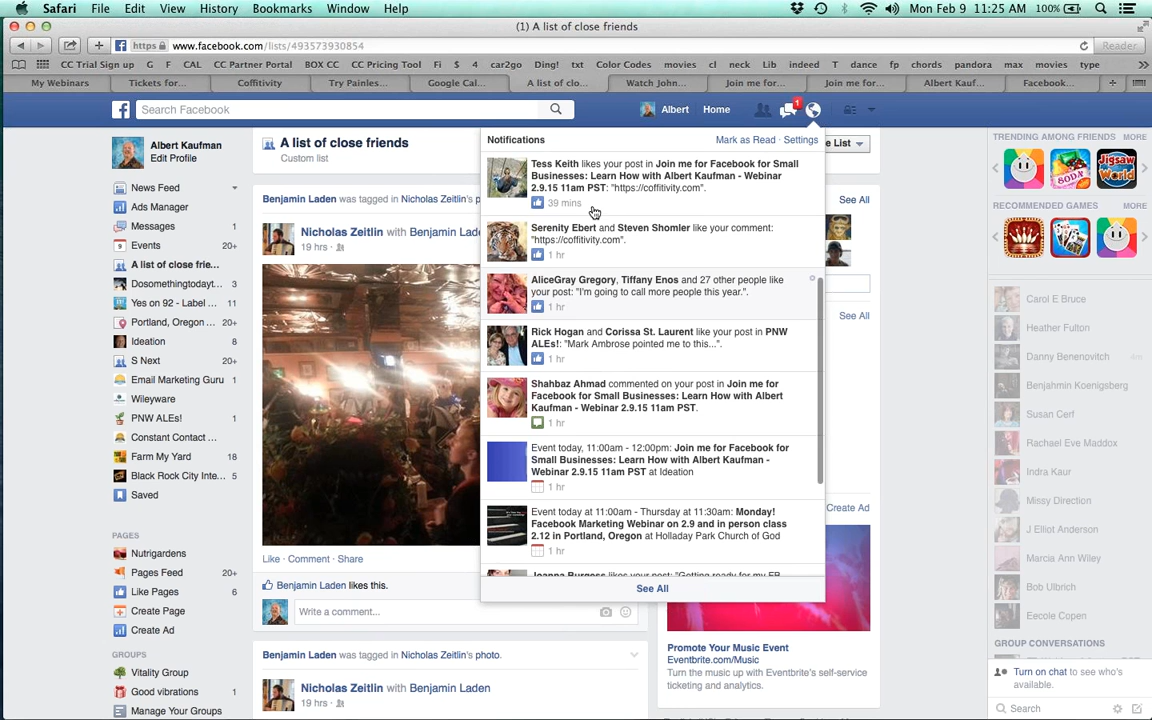 Safari File Edit View History Bookmarks Window Help Mon Feb 9 11:25 AM 100%
(1) A list of close friends
https www.facebook.com/lists/493573930854 Reader
CC Trial Sign up G F CAL CC Partner Portal BOX CC CC Pricing Tool Fi $ 4 car2go Ding! txt Color Codes movies cl neck Lib indeed T dance fp chords pandora max movies type
My Webinars Tickets for... Coffitivity Try Painles... Google Cal... A list of clo... Watch John... Join me for... Join me for... Albert Kauf... Facebook...
Search Facebook Albert Home 1
Albert Kaufman
Edit Profile
News Feed
Ads Manager
Messages
Events 20+
A list of close frie...
Dosomethingtodayt... 3
Yes on 92 - Label ... 11
Portland, Oregon ... 20+
Ideation 8
S Next 20+
Email Marketing Guru 1
Wileyware
PNW ALEs! 1
Constant Contact ...
Farm My Yard 18
Black Rock City Inte... 5
Saved
PAGES
Nutrigardens
Pages Feed 20+
Like Pages 6
Create Page
Create Ad
GROUPS
Vitality Group
Good vibrations 1
Manage Your Groups
A list of close friends
Custom list
Benjamin Laden was tagged in Nicholas Zeitlin's p
Nicholas Zeitlin with Benjamin Lade
19 hrs ·
Like · Comment · Share
Benjamin Laden likes this.
Write a comment...
Benjamin Laden was tagged in Nicholas Zeitlin's photo.
Nicholas Zeitlin with Benjamin Laden
19 hrs ·
Notifications Mark as Read · Settings
Tess Keith likes your post in Join me for Facebook for Small
Businesses: Learn How with Albert Kaufman - Webinar
2.9.15 11am PST: "https://coffitivity.com".
39 mins
Serenity Ebert and Steven Shomler like your comment:
"https://coffitivity.com".
1 hr
AliceGray Gregory, Tiffany Enos and 27 other people like
your post: "I'm going to call more people this year.".
1 hr
Rick Hogan and Corissa St. Laurent like your post in PNW
ALEs!: "Mark Ambrose pointed me to this...".
1 hr
Shahbaz Ahmad commented on your post in Join me for
Facebook for Small Businesses: Learn How with Albert
Kaufman - Webinar 2.9.15 11am PST.
1 hr
Event today, 11:00am - 12:00pm: Join me for Facebook for
Small Businesses: Learn How with Albert Kaufman -
Webinar 2.9.15 11am PST at Ideation
1 hr
Event today at 11:00am - Thursday at 11:30am: Monday!
Facebook Marketing Webinar on 2.9 and in person class
2.12 in Portland, Oregon at Holladay Park Church of God
1 hr
Joanna Burgess likes your post: "Getting ready for my FB
See All
e List
See All
See All
Create Ad
Promote Your Music Event
Eventbrite.com/Music
Turn the music up with Eventbrite's self-service
ticketing and analytics.
TRENDING AMONG FRIENDS MORE
SODA
Jigsaw World
RECOMMENDED GAMES MORE
Carol E Bruce
Heather Fulton
Danny Benenovitch 4m
Benjahmin Koenigsberg
Susan Cerf
Rachael Eve Maddox
Indra Kaur
Missy Direction
J Elliot Anderson
Marcia Ann Wiley
Bob Ulbrich
Eecole Copen
GROUP CONVERSATIONS
Turn on chat to see who's
available.
Search